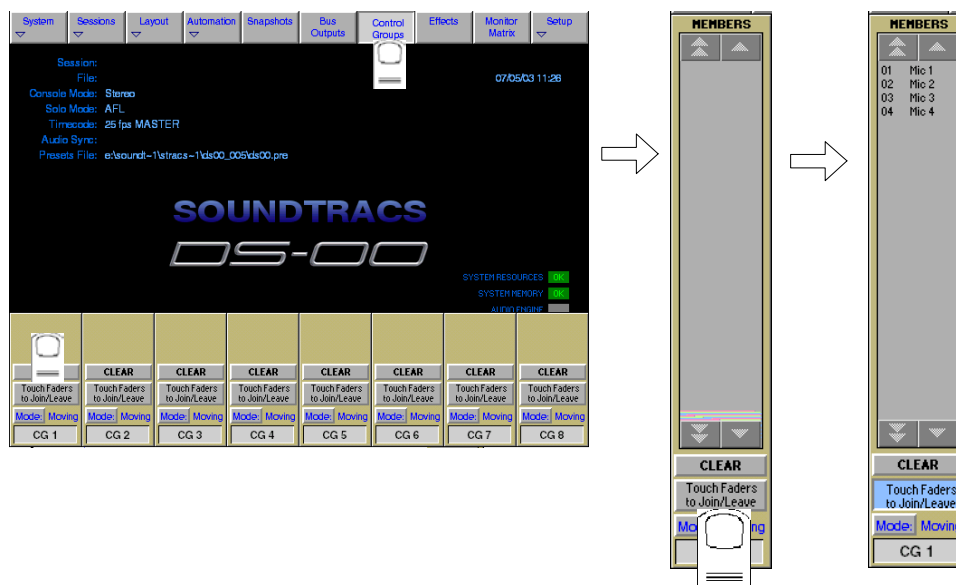 System Sessions Layout Automation Snapshots Bus Outputs Control Groups Effects Monitor Matrix Setup
Session:
File:
07/05/03 11:26
Console Mode: Stereo
Solo Mode: AFL
Timecode: 25 fps MASTER
Audio Sync:
Presets File: e:\soundt~1\stracs~1\ds00_005\ds00.pre
SOUNDTRACS
DS-00
SYSTEM RESOURCES OK
SYSTEM MEMORY OK
AUDIO ENGINE
CLEAR CLEAR CLEAR CLEAR CLEAR CLEAR CLEAR
Touch Faders Touch Faders Touch Faders Touch Faders Touch Faders Touch Faders Touch Faders Touch Faders
to Join/Leave to Join/Leave to Join/Leave to Join/Leave to Join/Leave to Join/Leave to Join/Leave to Join/Leave
Mode: Moving Mode: Moving Mode: Moving Mode: Moving Mode: Moving Mode: Moving Mode: Moving Mode: Moving
CG 1 CG 2 CG 3 CG 4 CG 5 CG 6 CG 7 CG 8
MEMBERS
CLEAR
Touch Faders
to Join/Leave
Mo ng
MEMBERS
01 Mic 1
02 Mic 2
03 Mic 3
04 Mic 4
CLEAR
Touch Faders
to Join/Leave
Mode: Moving
CG 1